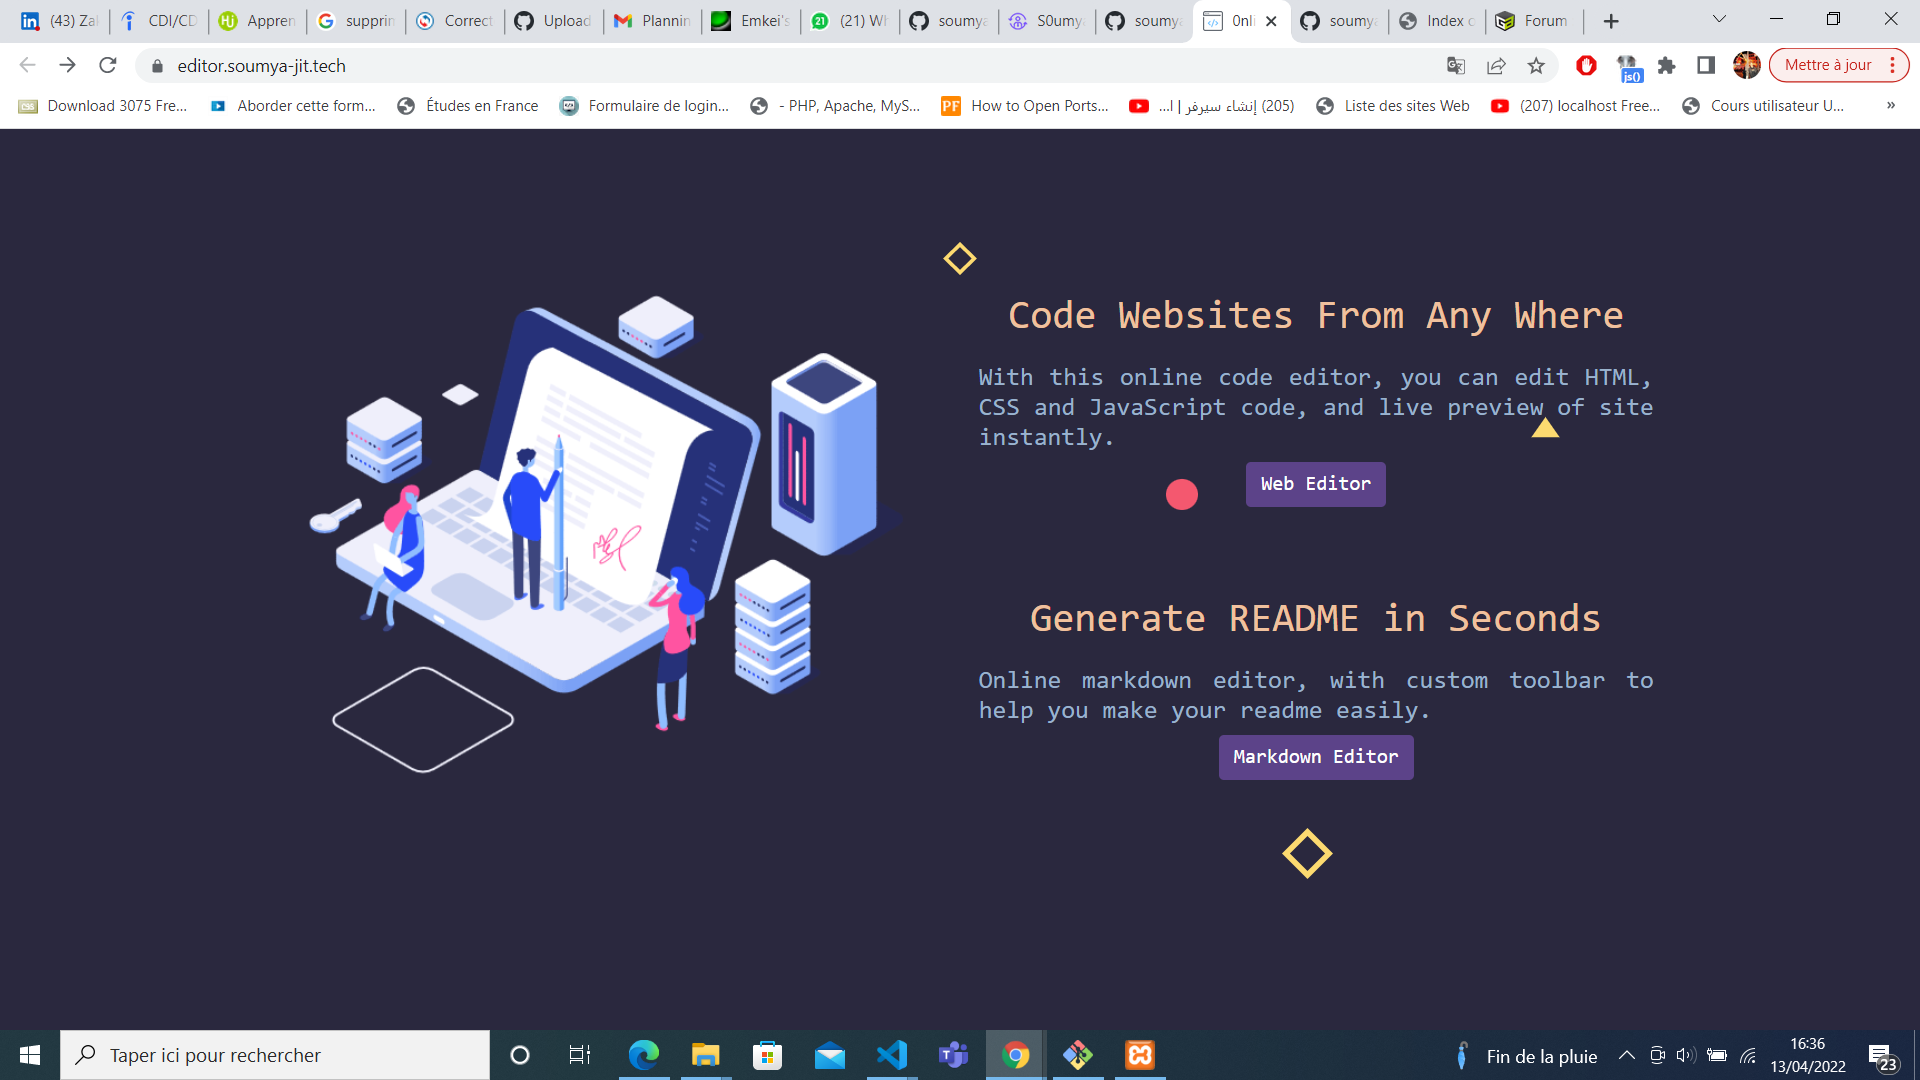 (43) Za
CDI/CD
Appren
supprin
Correct
Upload
Plannin
Emkei's
(21) Wh
soumya
S0umya
soumya
0nli
soumya
Index o
Forum
editor.soumya-jit.tech
js()
Mettre à jour
Download 3075 Fre...
Aborder cette form...
Études en France
Formulaire de login...
- PHP, Apache, MyS...
How to Open Ports...
(205) إنشاء سيرفر | ا...
Liste des sites Web
(207) localhost Free...
Cours utilisateur U...
»
Code Websites From Any Where
With this online code editor, you can edit HTML,
CSS and JavaScript code, and live preview of site
instantly.
Web Editor
Generate README in Seconds
Online markdown editor, with custom toolbar to
help you make your readme easily.
Markdown Editor
Taper ici pour rechercher
Fin de la pluie
16:36
13/04/2022
23